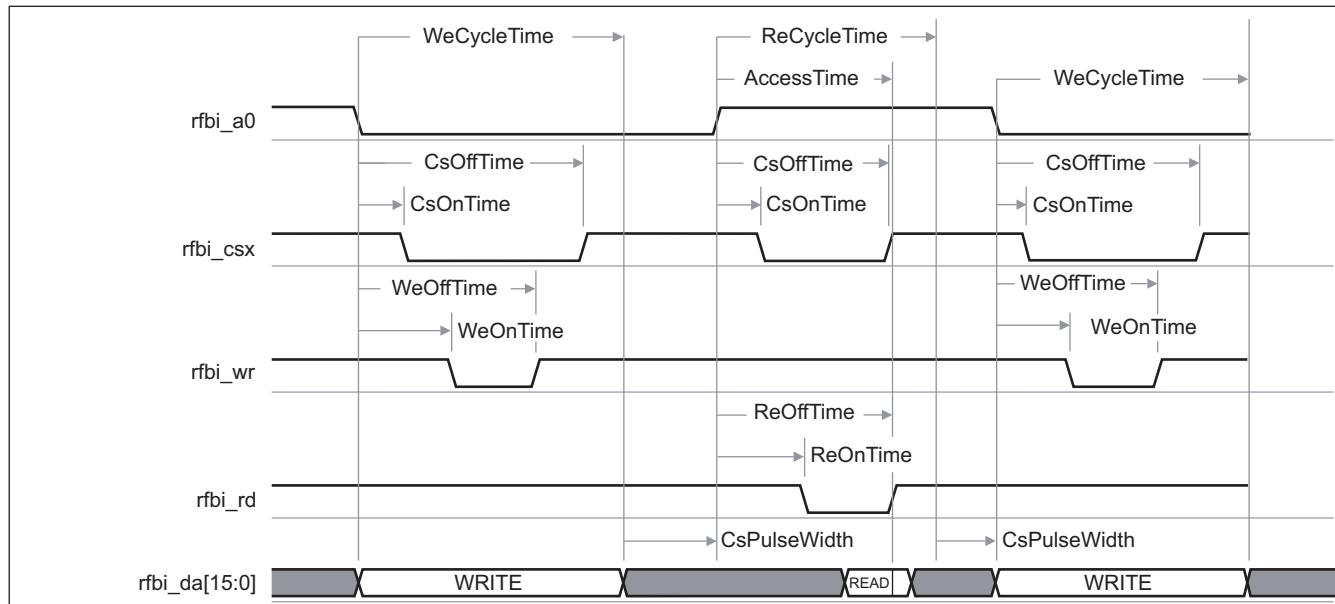 WeCycleTime ReCycleTime
AccessTime WeCycleTime
rfbi_a0
CsOffTime CsOffTime CsOffTime
CsOnTime CsOnTime CsOnTime
rfbi_csx
WeOffTime WeOffTime
WeOnTime WeOnTime
rfbi_wr
ReOffTime
ReOnTime
rfbi_rd
CsPulseWidth CsPulseWidth
rfbi_da[15:0] WRITE READ WRITE